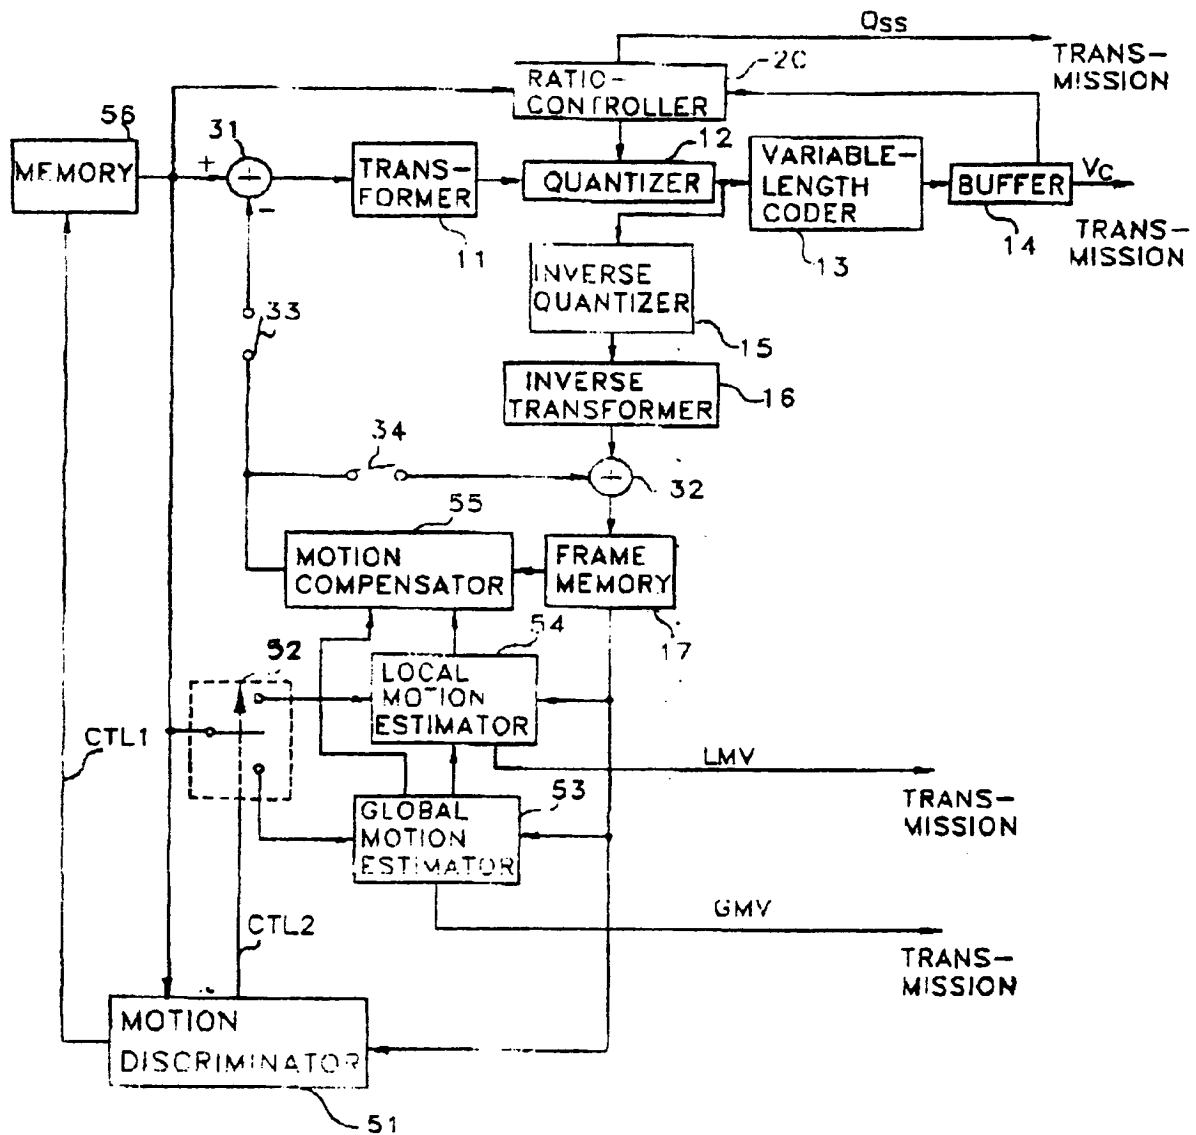 QSS
TRANS-
MISSION
20
RATIO-
CONTROLLER
56
31
12
MEMORY
+
-
TRANS-
FORMER
11
QUANTIZER
VARIABLE-
LENGTH
CODER
13
BUFFER
14
VC
TRANS-
MISSION
INVERSE
QUANTIZER
15
33
INVERSE
TRANSFORMER
16
34
32
55
MOTION
COMPENSATOR
FRAME
MEMORY
17
54
52
LOCAL
MOTION
ESTIMATOR
CTL1
LMV
TRANS-
MISSION
53
GLOBAL
MOTION
ESTIMATOR
GMV
TRANS-
MISSION
CTL2
MOTION
DISCRIMINATOR
51